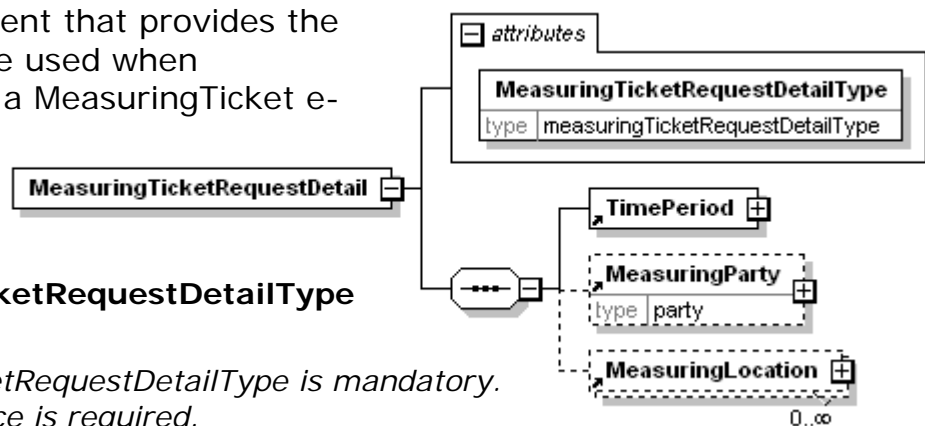 ent that provides the
e used when
a MeasuringTicket e-
attributes
MeasuringTicketRequestDetailType
type measuringTicketRequestDetailType
MeasuringTicketRequestDetail
TimePeriod
MeasuringParty
type party
MeasuringLocation
0..∞
ketRequestDetailType
etRequestDetailType is mandatory.
ce is required.